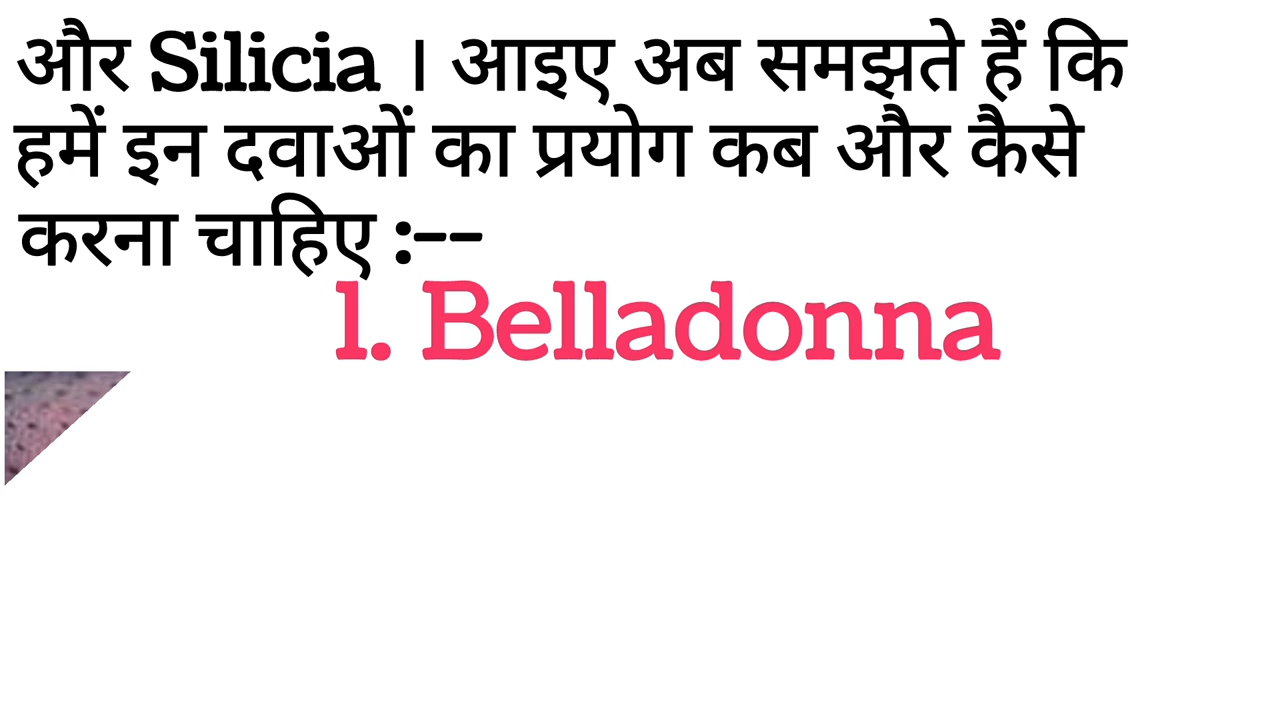 और Silicia । आइए अब समझते हैं कि
हमें इन दवाओं का प्रयोग कब और कैसे
करना चाहिए :--
1. Belladonna